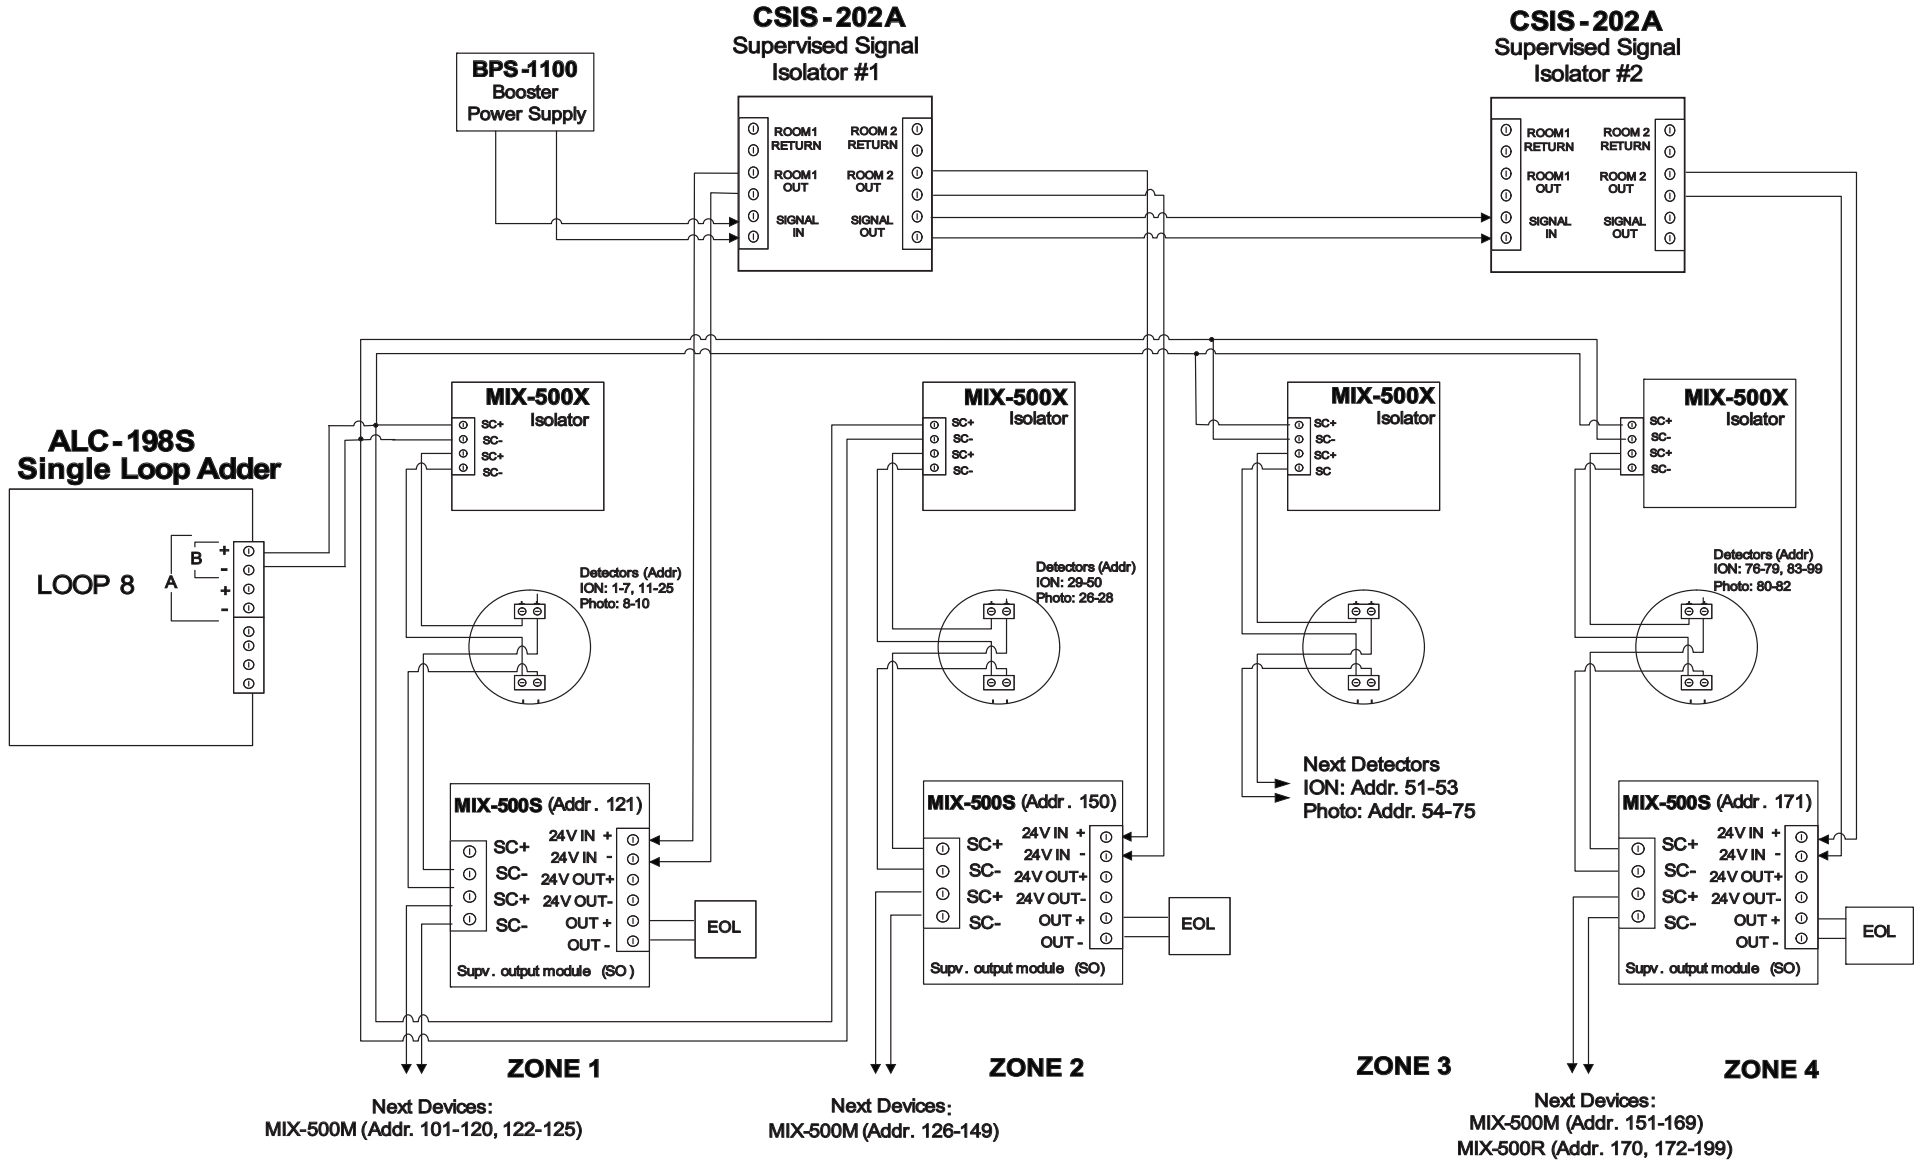 CSIS-202A
Supervised Signal
Isolator #1
CSIS-202A
Supervised Signal
Isolator #2
BPS-1100
Booster
Power Supply
ROOM1
RETURN
ROOM1
OUT
SIGNAL
IN
ROOM 2
RETURN
ROOM 2
OUT
SIGNAL
OUT
ROOM1
RETURN
ROOM1
OUT
SIGNAL
IN
ROOM 2
RETURN
ROOM 2
OUT
SIGNAL
OUT
MIX-500X
Isolator
SC+
SC-
SC+
SC-
MIX-500X
Isolator
SC+
SC-
SC+
SC-
MIX-500X
Isolator
SC+
SC-
SC+
SC
MIX-500X
Isolator
SC+
SC-
SC+
SC-
ALC-198S
Single Loop Adder
LOOP 8
A
B
+
-
+
-
Detectors (Addr)
ION: 1-7, 11-25
Photo: 8-10
Detectors (Addr)
ION: 29-50
Photo: 26-28
Detectors (Addr)
ION: 76-79, 83-99
Photo: 80-82
Next Detectors
ION: Addr. 51-53
Photo: Addr. 54-75
MIX-500S (Addr. 121)
SC+
SC-
SC+
SC-
24V IN +
24V IN -
24V OUT+
24V OUT-
OUT +
OUT -
Supv. output module (SO)
EOL
MIX-500S (Addr. 150)
SC+
SC-
SC+
SC-
24V IN +
24V IN -
24V OUT+
24V OUT-
OUT +
OUT -
Supv. output module (SO)
EOL
MIX-500S (Addr. 171)
SC+
SC-
SC+
SC-
24V IN +
24V IN -
24V OUT+
24V OUT-
OUT +
OUT -
Supv. output module (SO)
EOL
ZONE 1
ZONE 2
ZONE 3
ZONE 4
Next Devices:
MIX-500M (Addr. 101-120, 122-125)
Next Devices:
MIX-500M (Addr. 126-149)
Next Devices:
MIX-500M (Addr. 151-169)
MIX-500R (Addr. 170, 172-199)